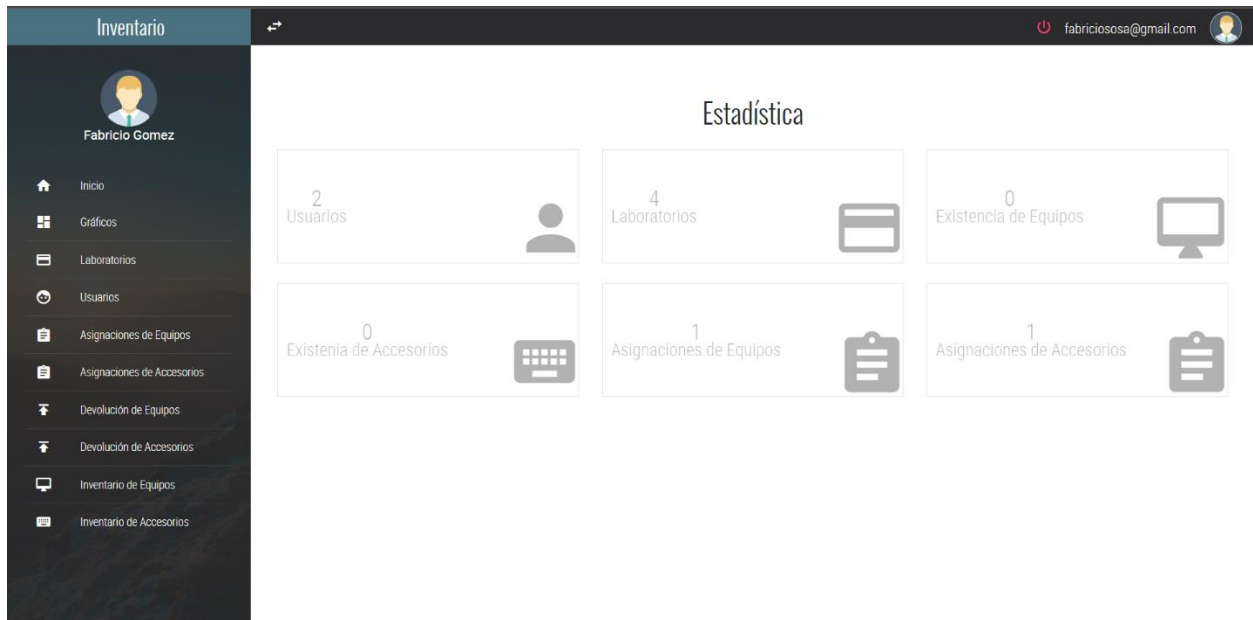 Inventario
fabriciososa@gmail.com
Fabricio Gomez
Inicio
Gráficos
Laboratorios
Usuarios
Asignaciones de Equipos
Asignaciones de Accesorios
Devolución de Equipos
Devolución de Accesorios
Inventario de Equipos
Inventario de Accesorios
Estadística
2
Usuarios
4
Laboratorios
0
Existencia de Equipos
0
Existenia de Accesorios
1
Asignaciones de Equipos
1
Asignaciones de Accesorios